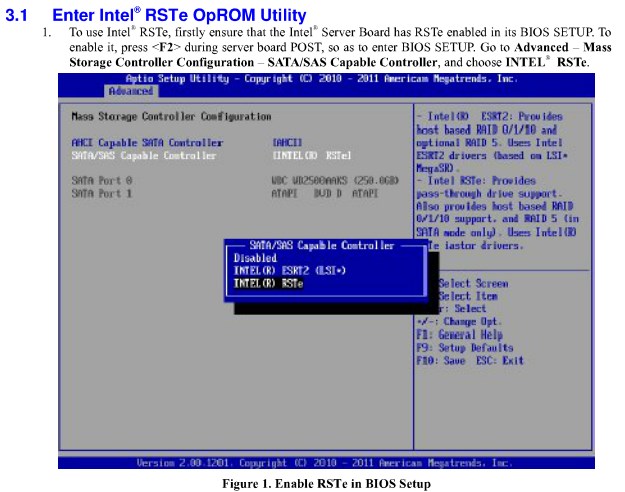 3.1 Enter Intel® RSTe OpROM Utility
1. To use Intel® RSTe, firstly ensure that the Intel® Server Board has RSTe enabled in its BIOS SETUP. To
enable it, press <F2> during server board POST, so as to enter BIOS SETUP. Go to Advanced – Mass
Storage Controller Configuration – SATA/SAS Capable Controller, and choose INTEL® RSTe.
Aptio Setup Utility – Copyright (C) 2010 - 2011 American Megatrends, Inc.
Advanced
Mass Storage Controller Configuration
AHCI Capable SATA Controller [AHCI]
SATA/SAS Capable Controller [INTEL(R) RSTe]
SATA Port 0 WDC WD2500AAKS (250.0GB)
SATA Port 1 ATAPI DVD D ATAPI
- Intel(R) ESRT2: Provides
host based RAID 0/1/10 and
optional RAID 5. Uses Intel
ESRT2 drivers (based on LSI*
MegaSR).
- Intel RSTe: Provides
pass-through drive support.
Also provides host based RAID
0/1/10 support, and RAID 5 (in
SATA mode only). Uses Intel(R)
Te iastor drivers.
SATA/SAS Capable Controller
Disabled
INTEL(R) ESRT2 (LSI*)
INTEL(R) RSTe
Select Screen
Select Item
r: Select
+/-: Change Opt.
F1: General Help
F9: Setup Defaults
F10: Save ESC: Exit
Version 2.00.1201. Copyright (C) 2010 - 2011 American Megatrends, Inc.
Figure 1. Enable RSTe in BIOS Setup